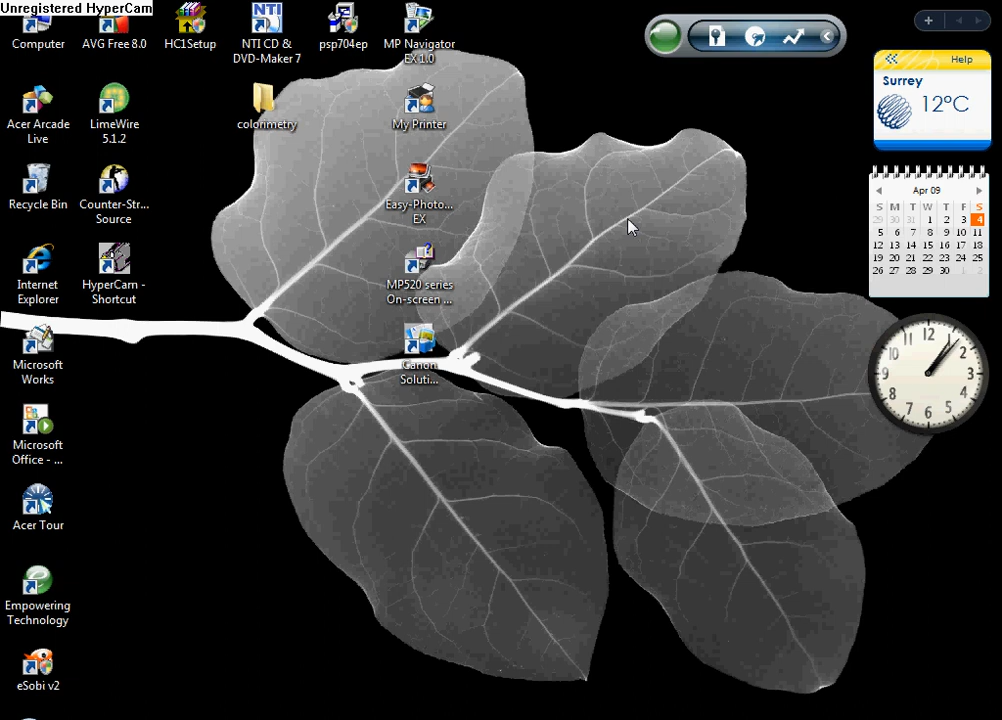 Unregistered HyperCam
Computer
AVG Free 8.0
HC1Setup
NTI CD &
DVD-Maker 7
psp704ep
MP Navigator
EX 1.0
Acer Arcade
Live
LimeWire
5.1.2
colorimetry
My Printer
Recycle Bin
Counter-Str...
Source
Easy-Photo...
EX
Internet
Explorer
HyperCam -
Shortcut
MP520 series
On-screen ...
Microsoft
Works
Canon
Soluti...
Microsoft
Office - ...
Acer Tour
Empowering
Technology
eSobi v2
Help
Surrey
12°C
Apr 09
S M T W T F S
29 30 31 1 2 3 4
5 6 7 8 9 10 11
12 13 14 15 16 17 18
19 20 21 22 23 24 25
26 27 28 29 30 1 2
12
1
2
3
4
5
6
7
8
9
10
11